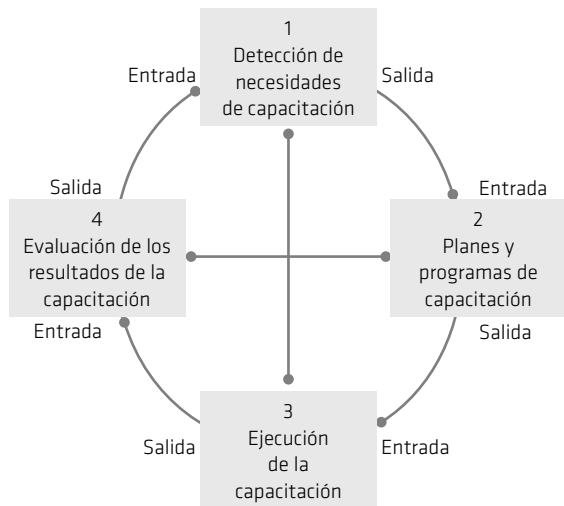 1
Detección de
necesidades
de capacitación
Entrada
Salida
Salida
Entrada
4
Evaluación de los
resultados de la
capacitación
2
Planes y
programas de
capacitación
Entrada
Salida
3
Ejecución
de la
capacitación
Salida
Entrada